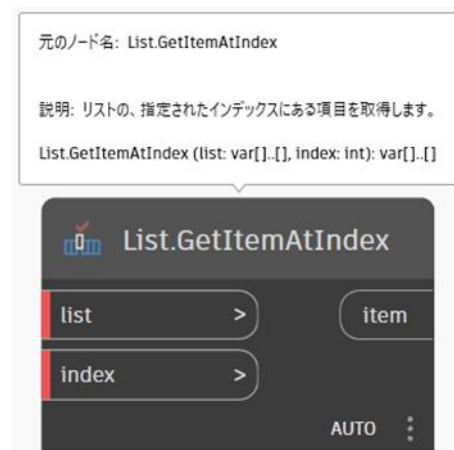 元のノード名: List.GetItemAtIndex
説明: リストの、指定されたインデックスにある項目を取得します。
List.GetItemAtIndex (list: var[]..[], index: int): var[]..[]
List.GetItemAtIndex
list >
item
index >
AUTO